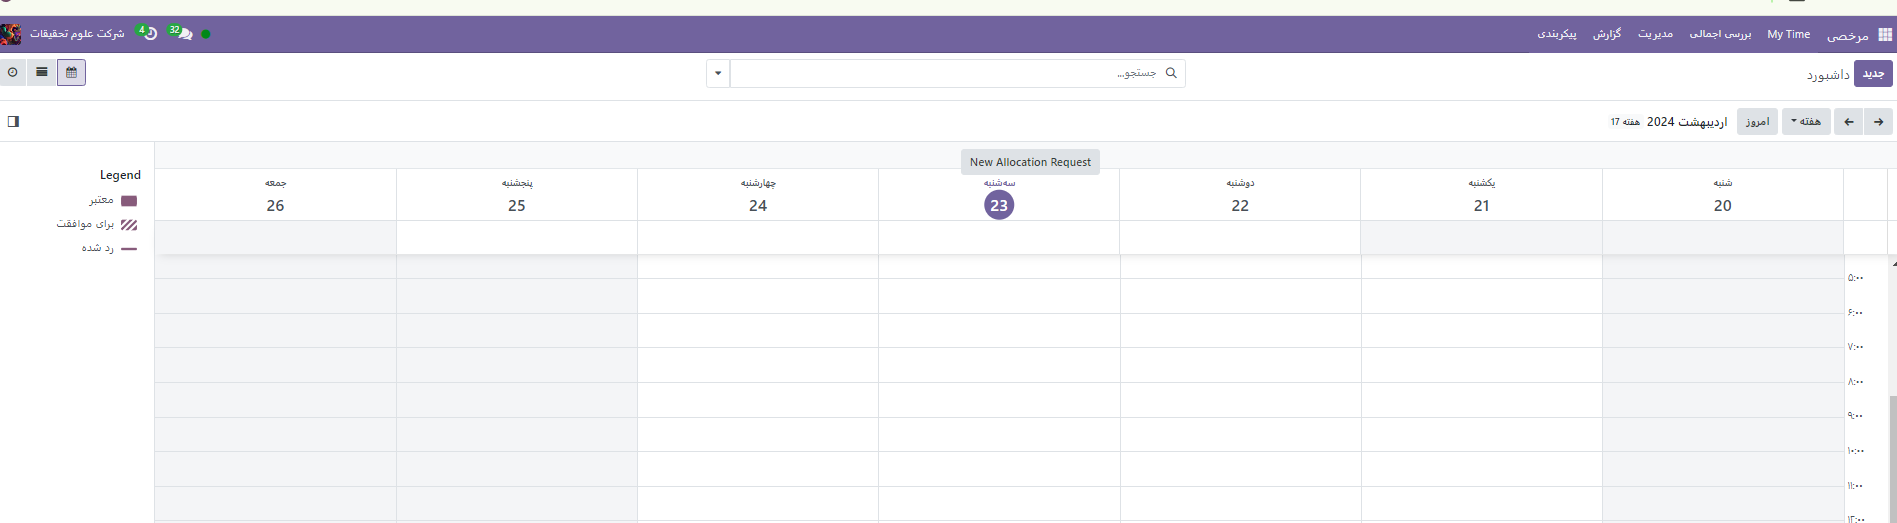 مرخصی My Time بررسی اجمالی مدیریت گزارش پیکربندی 32 4 شرکت علوم تحقیقات
جدید داشبورد جستجو...
هفته امروز اردیبهشت 2024 هفته 17
New Allocation Request
شنبه یکشنبه دوشنبه سه‌شنبه چهارشنبه پنجشنبه جمعه
20 21 22 23 24 25 26
۵:۰۰
۶:۰۰
۷:۰۰
۸:۰۰
۹:۰۰
۱۰:۰۰
۱۱:۰۰
۱۲:۰۰
Legend
معتبر
برای موافقت
رد شده